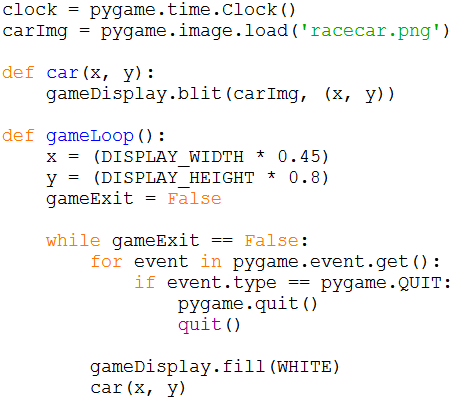 clock = pygame.time.Clock()
carImg = pygame.image.load('racecar.png')

def car(x, y):
    gameDisplay.blit(carImg, (x, y))

def gameLoop():
    x = (DISPLAY_WIDTH * 0.45)
    y = (DISPLAY_HEIGHT * 0.8)
    gameExit = False

    while gameExit == False:
        for event in pygame.event.get():
            if event.type == pygame.QUIT:
                pygame.quit()
                quit()

        gameDisplay.fill(WHITE)
        car(x, y)